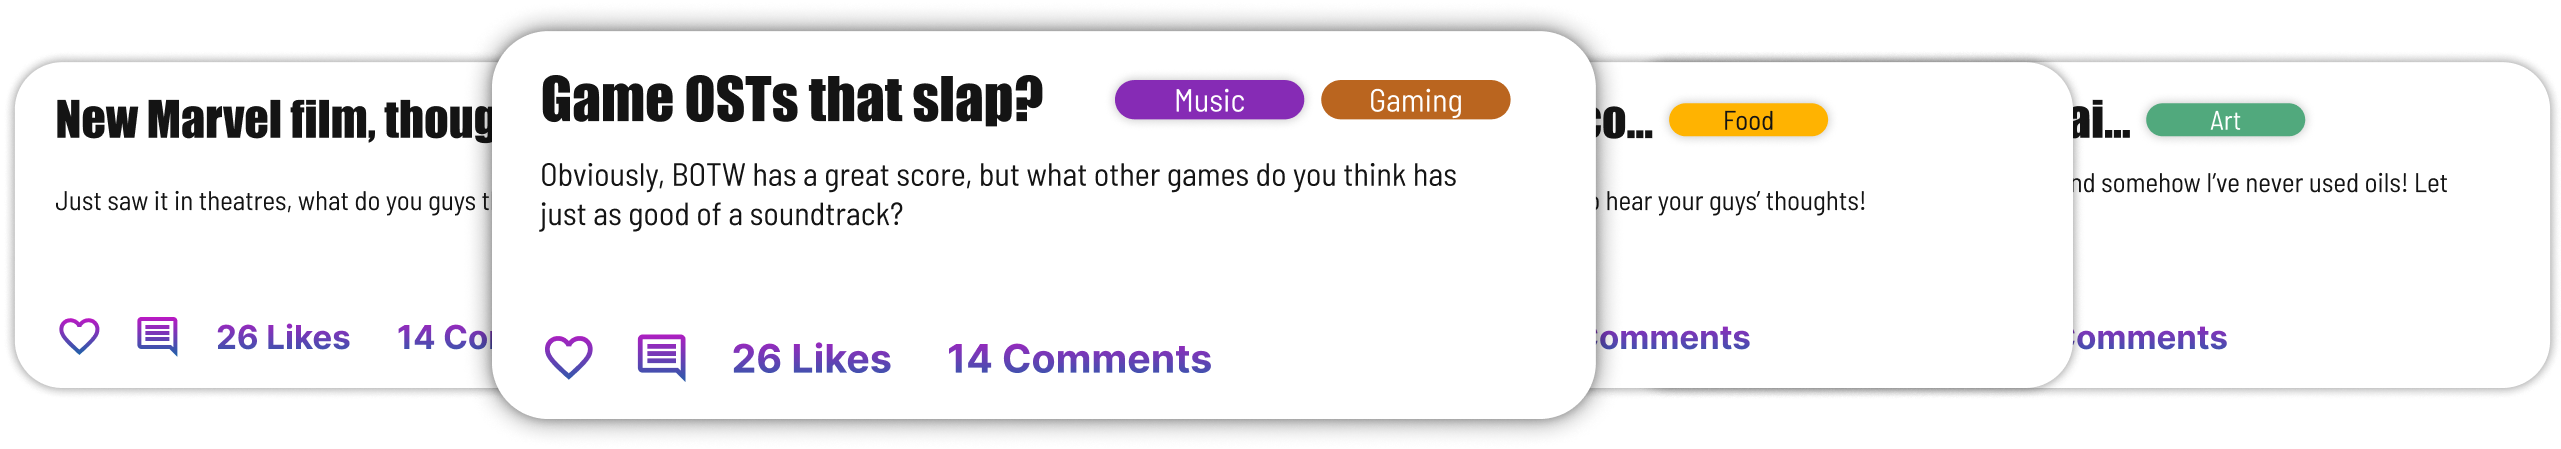 New Marvel film, thoug
Just saw it in theatres, what do you guys
26 Likes 14
Game OSTs that slap? Music Gaming
Obviously, BOTW has a great score, but what other games do you think has
just as good of a soundtrack?
26 Likes 14 Comments
Food
hear your guys’ thoughts!
omments
Art
somehow I’ve never used oils! Let
omments